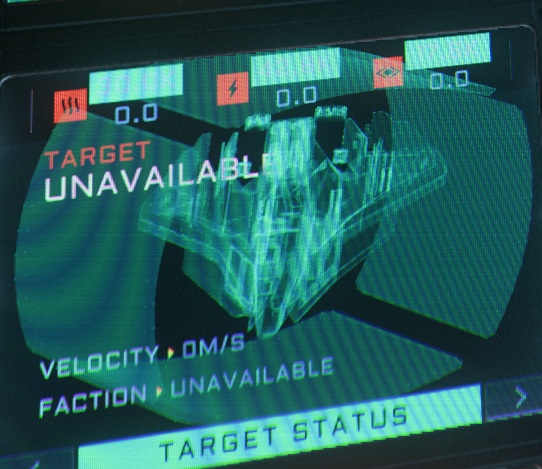 0.0 0.0 0.0
TARGET
UNAVAILABLE
VELOCITY ▸ 0M/S
FACTION ▸ UNAVAILABLE
TARGET STATUS